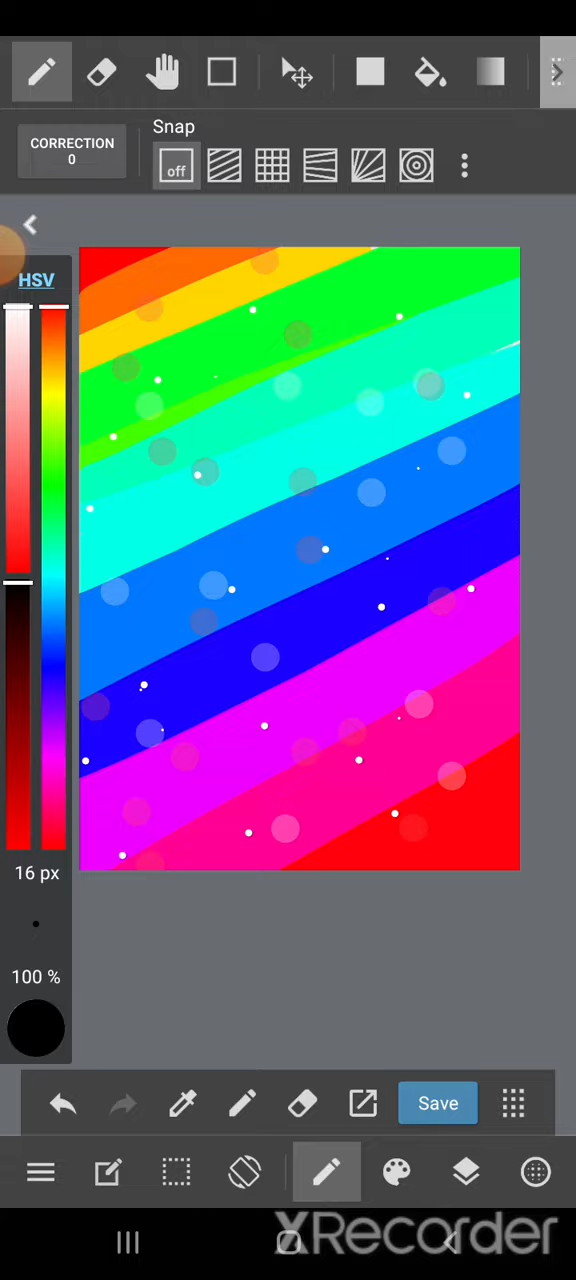 Snap
CORRECTION
0
off
HSV
16 px
100 %
Save
XRecorder